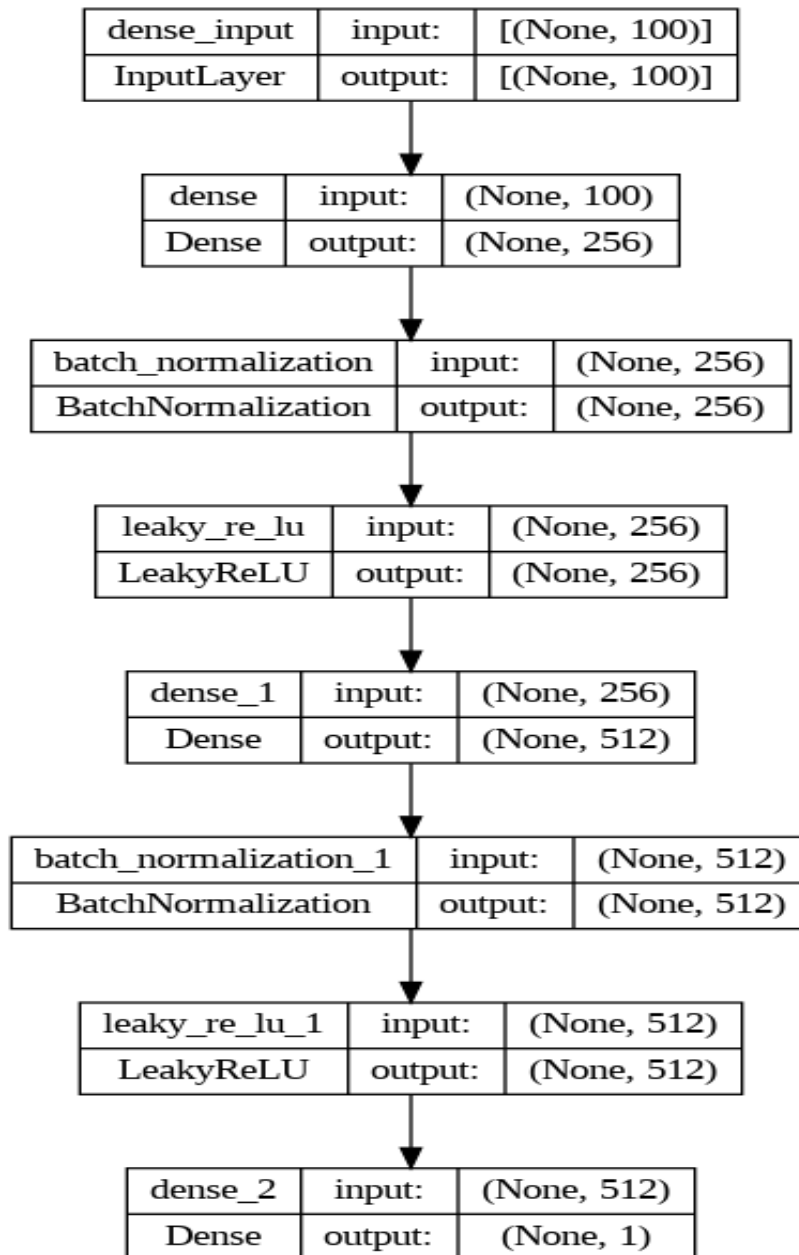 dense_input input: [(None, 100)]
InputLayer output: [(None, 100)]
dense input: (None, 100)
Dense output: (None, 256)
batch_normalization input: (None, 256)
BatchNormalization output: (None, 256)
leaky_re_lu input: (None, 256)
LeakyReLU output: (None, 256)
dense_1 input: (None, 256)
Dense output: (None, 512)
batch_normalization_1 input: (None, 512)
BatchNormalization output: (None, 512)
leaky_re_lu_1 input: (None, 512)
LeakyReLU output: (None, 512)
dense_2 input: (None, 512)
Dense output: (None, 1)